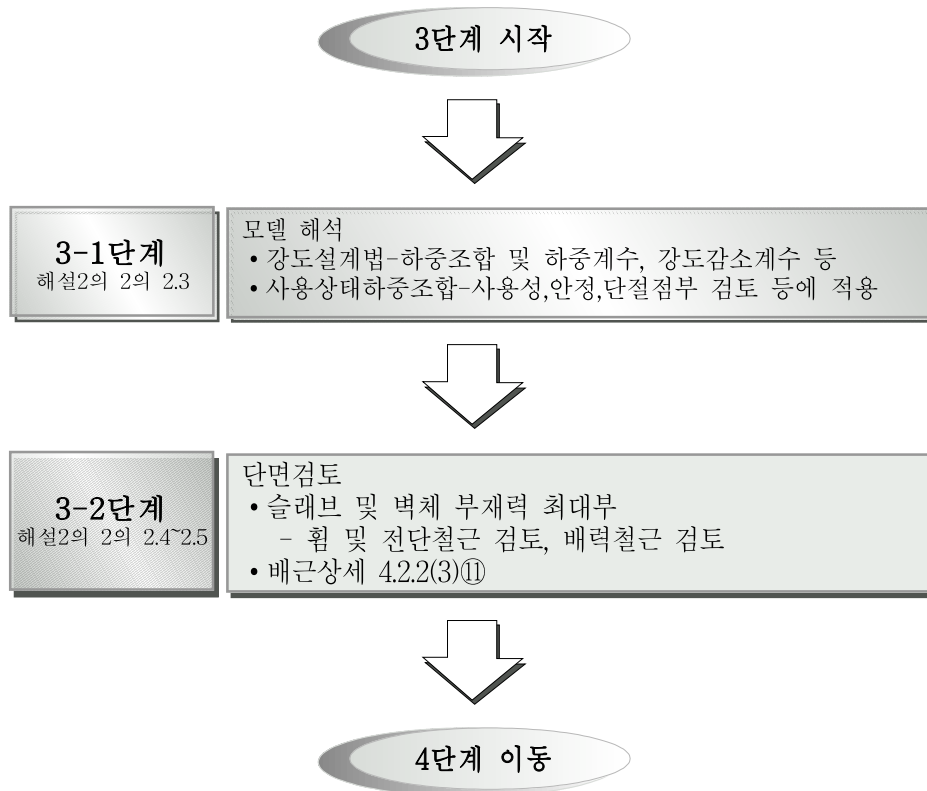 3단계 시작
3-1단계
해설2의 2의 2.3
모델 해석
• 강도설계법-하중조합 및 하중계수, 강도감소계수 등
• 사용상태하중조합-사용성,안정,단절점부 검토 등에 적용
3-2단계
해설2의 2의 2.4~2.5
단면검토
• 슬래브 및 벽체 부재력 최대부
- 휨 및 전단철근 검토, 배력철근 검토
• 배근상세 4.2.2(3)⑪
4단계 이동